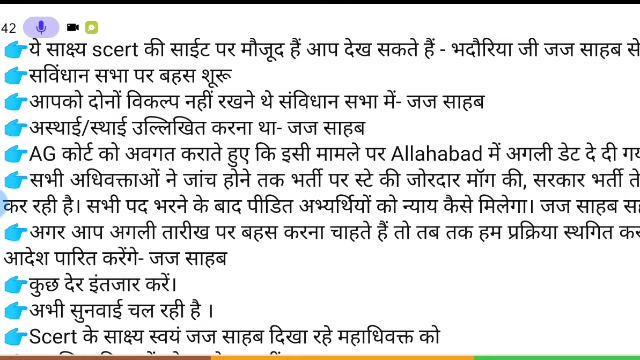 42
👉ये साक्ष्य scert की साईट पर मौजूद हैं आप देख सकते हैं - भदौरिया जी जज साहब से
👉सविंधान सभा पर बहस शूरू
👉आपको दोनों विकल्प नहीं रखने थे संविधान सभा में- जज साहब
👉अस्थाई/स्थाई उल्लिखित करना था- जज साहब
👉AG कोर्ट को अवगत कराते हुए कि इसी मामले पर Allahabad में अगली डेट दे दी
👉सभी अधिवक्ताओं ने जांच होने तक भर्ती पर स्टे की जोरदार मॉग की, सरकार भर्ती
कर रही है। सभी पद भरने के बाद पीडित अभ्यर्थियों को न्याय कैसे मिलेगा। जज साहब
👉अगर आप अगली तारीख पर बहस करना चाहते हैं तो तब तक हम प्रक्रिया स्थगित
आदेश पारित करेंगे- जज साहब
👉कुछ देर इंतजार करें।
👉अभी सुनवाई चल रही है ।
👉Scert के साक्ष्य स्वयं जज साहब दिखा रहे महाधिवक्त को